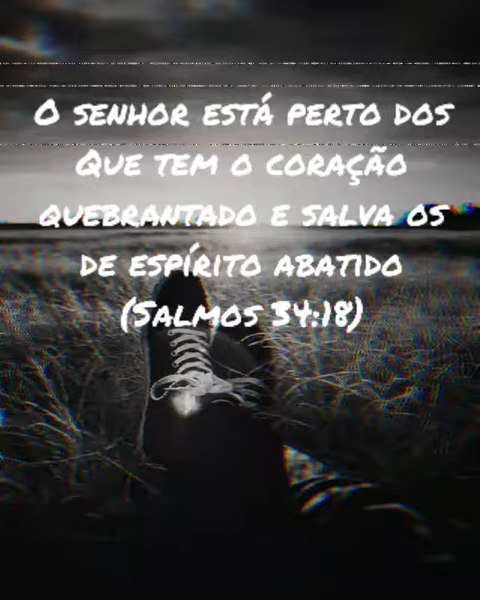 O senhor está perto dos
Que tem o coração
quebrantado e salva os
de espírito abatido
(Salmos 34:18)